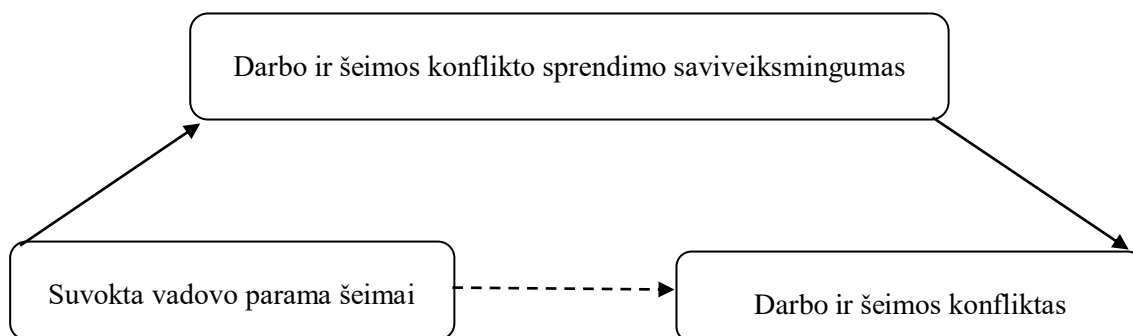 Darbo ir šeimos konflikto sprendimo saviveiksmingumas
Suvokta vadovo parama šeimai
Darbo ir šeimos konfliktas